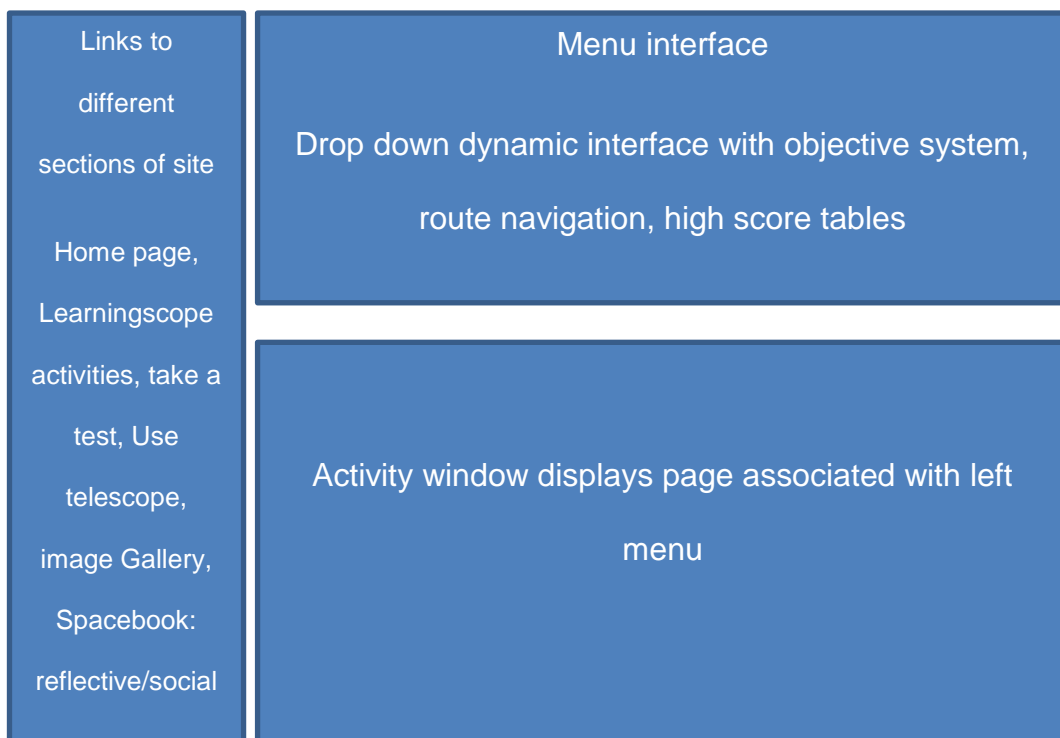 Links to
different
sections of site
Home page,
Learningscope
activities, take a
test, Use
telescope,
image Gallery,
Spacebook:
reflective/social
Menu interface
Drop down dynamic interface with objective system,
route navigation, high score tables
Activity window displays page associated with left
menu